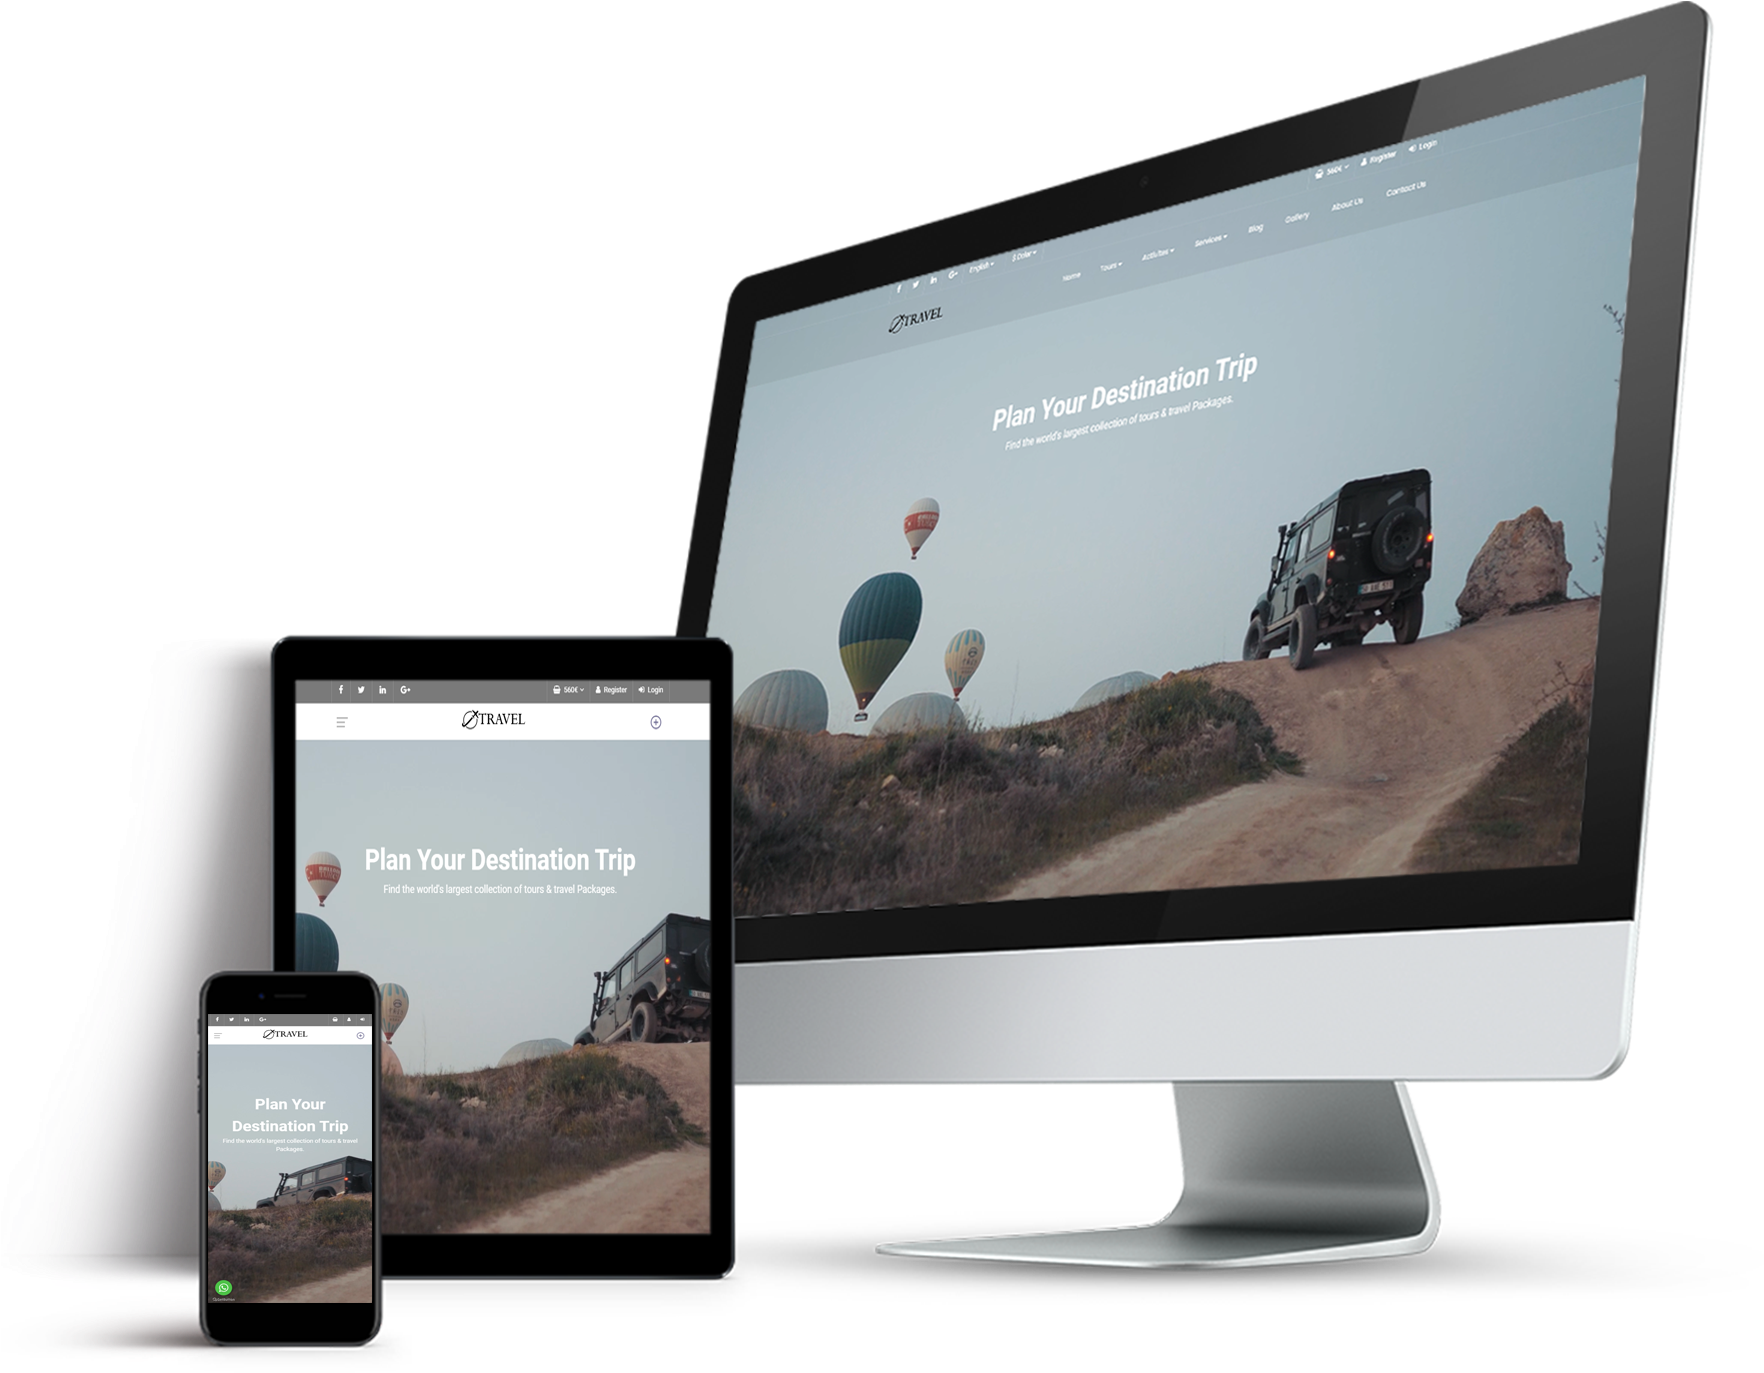 560€ Register Login
English $ Dolar
Home Tours Activites Services Blog Gallery About Us Contact Us
TRAVEL
Plan Your Destination Trip
Find the world's largest collection of tours & travel Packages.
560€ Register Login
TRAVEL
Plan Your Destination Trip
Find the world's largest collection of tours & travel Packages.
TRAVEL
Plan Your
Destination Trip
Find the world's largest collection of tours & travel
Packages.